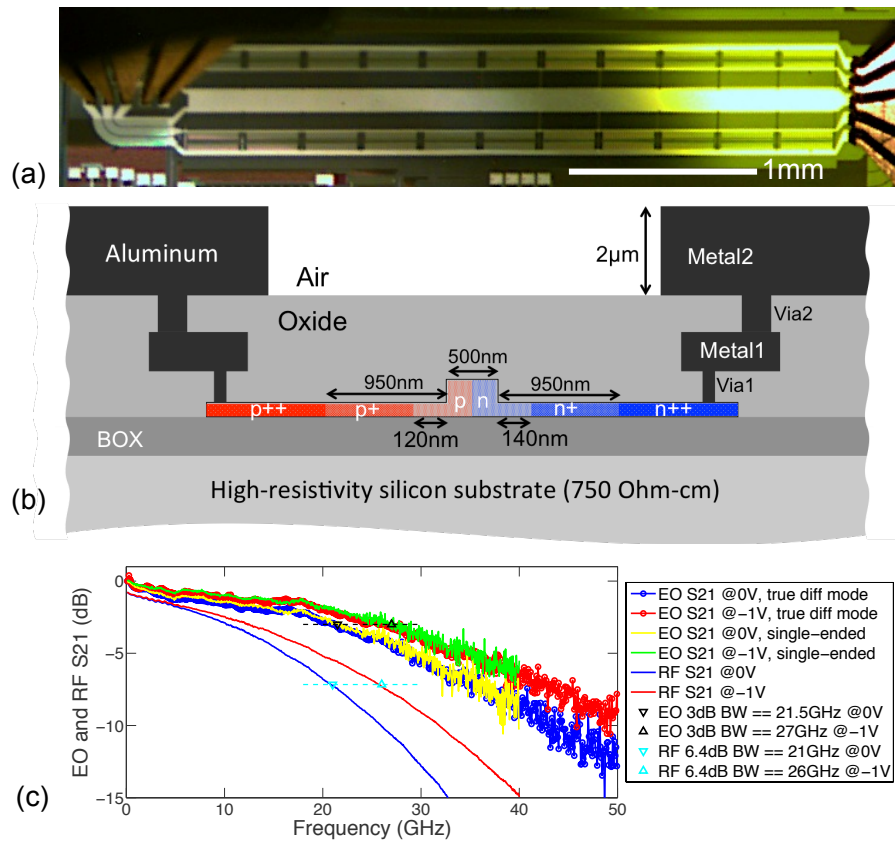 (a)
1mm
Aluminum
Air
2µm
Metal2
Oxide
Via2
500nm
Metal1
950nm
950nm
Via1
p++
p+
p
n
n+
n++
120nm
140nm
BOX
(b)
High-resistivity silicon substrate (750 Ohm-cm)
EO and RF S21 (dB)
0
-5
-10
-15
0
10
20
30
40
50
Frequency (GHz)
(c)
EO S21 @0V, true diff mode
EO S21 @-1V, true diff mode
EO S21 @0V, single-ended
EO S21 @-1V, single-ended
RF S21 @0V
RF S21 @-1V
EO 3dB BW == 21.5GHz @0V
EO 3dB BW == 27GHz @-1V
RF 6.4dB BW == 21GHz @0V
RF 6.4dB BW == 26GHz @-1V